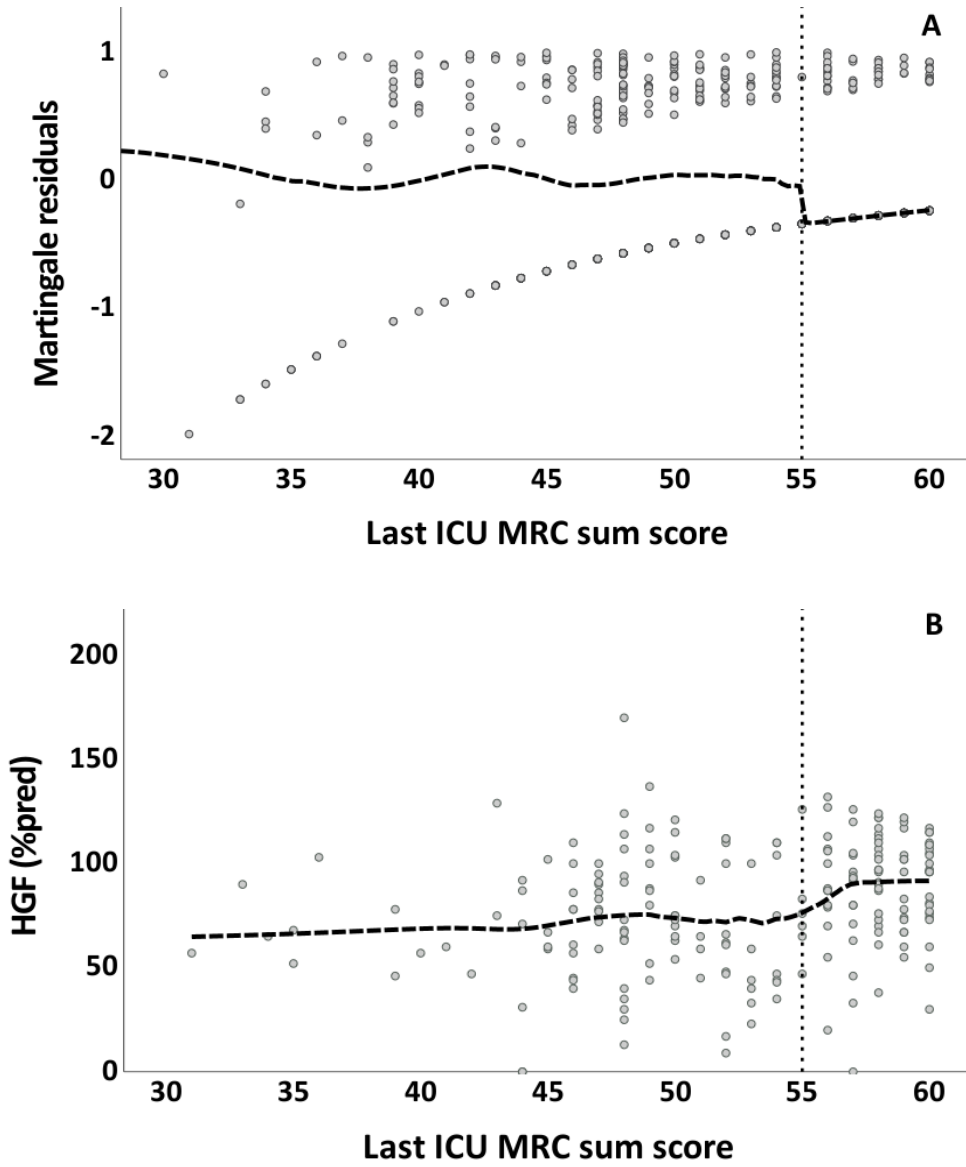 A
1
0
-1
-2
Martingale residuals
30 35 40 45 50 55 60
Last ICU MRC sum score
B
200
150
100
50
0
HGF (%pred)
30 35 40 45 50 55 60
Last ICU MRC sum score